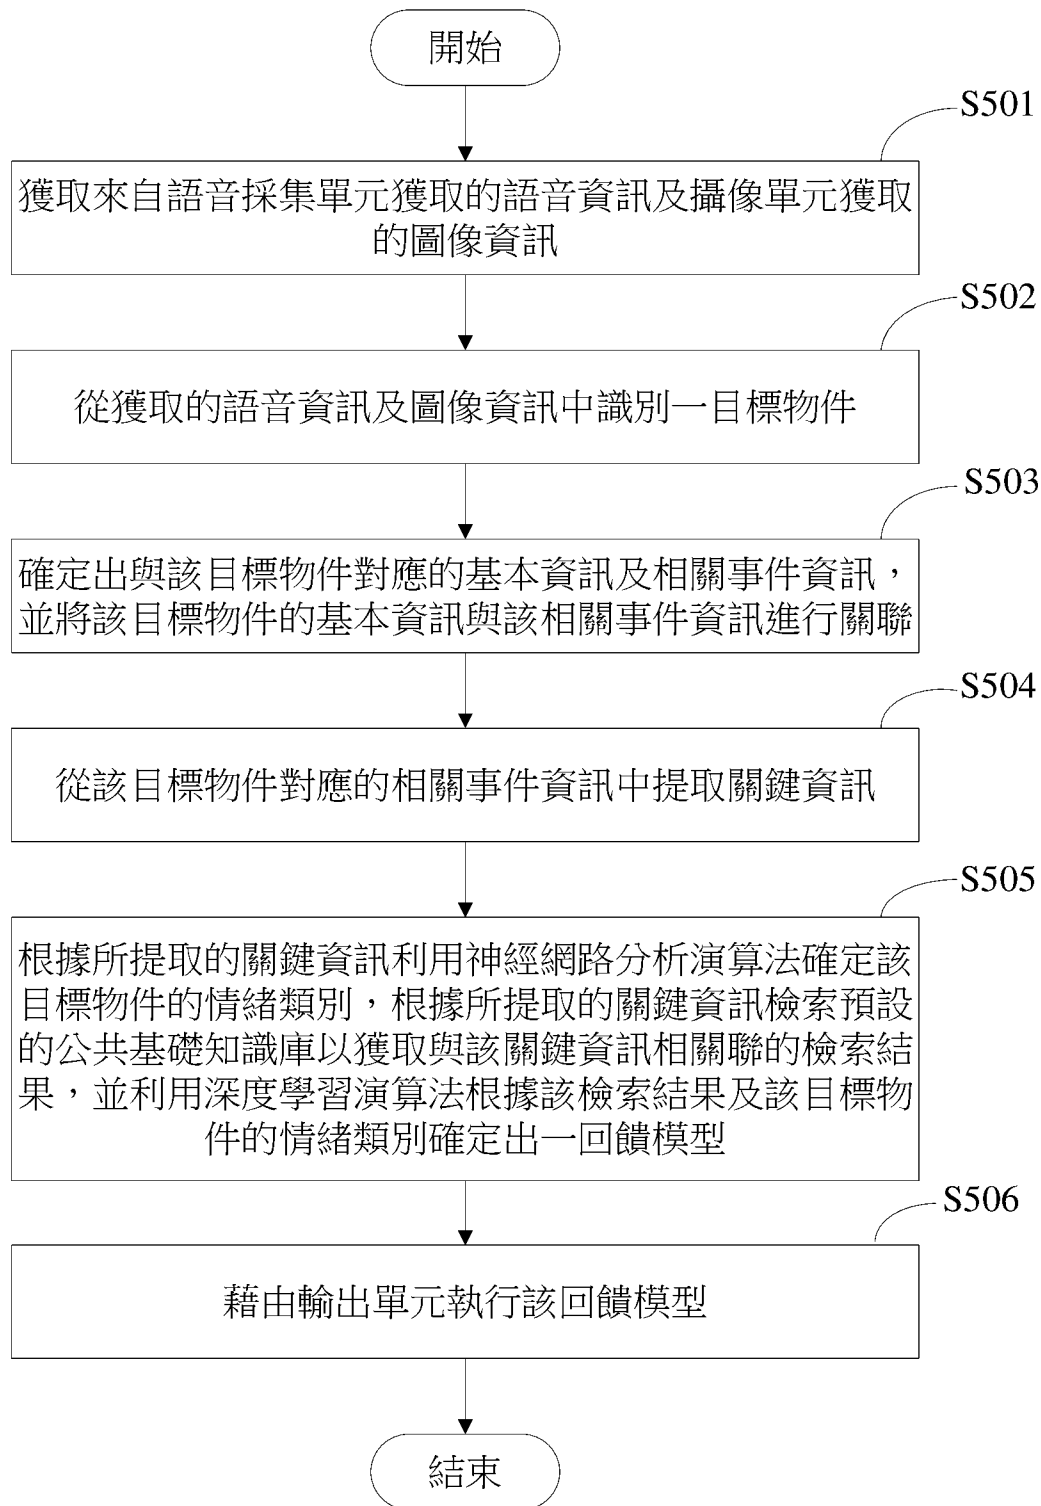 開始
S501
獲取來自語音採集單元獲取的語音資訊及攝像單元獲取
的圖像資訊
S502
從獲取的語音資訊及圖像資訊中識別一目標物件
S503
確定出與該目標物件對應的基本資訊及相關事件資訊，
並將該目標物件的基本資訊與該相關事件資訊進行關聯
S504
從該目標物件對應的相關事件資訊中提取關鍵資訊
S505
根據所提取的關鍵資訊利用神經網路分析演算法確定該
目標物件的情緒類別，根據所提取的關鍵資訊檢索預設
的公共基礎知識庫以獲取與該關鍵資訊相關聯的檢索結
果，並利用深度學習演算法根據該檢索結果及該目標物
件的情緒類別確定出一回饋模型
S506
藉由輸出單元執行該回饋模型
結束